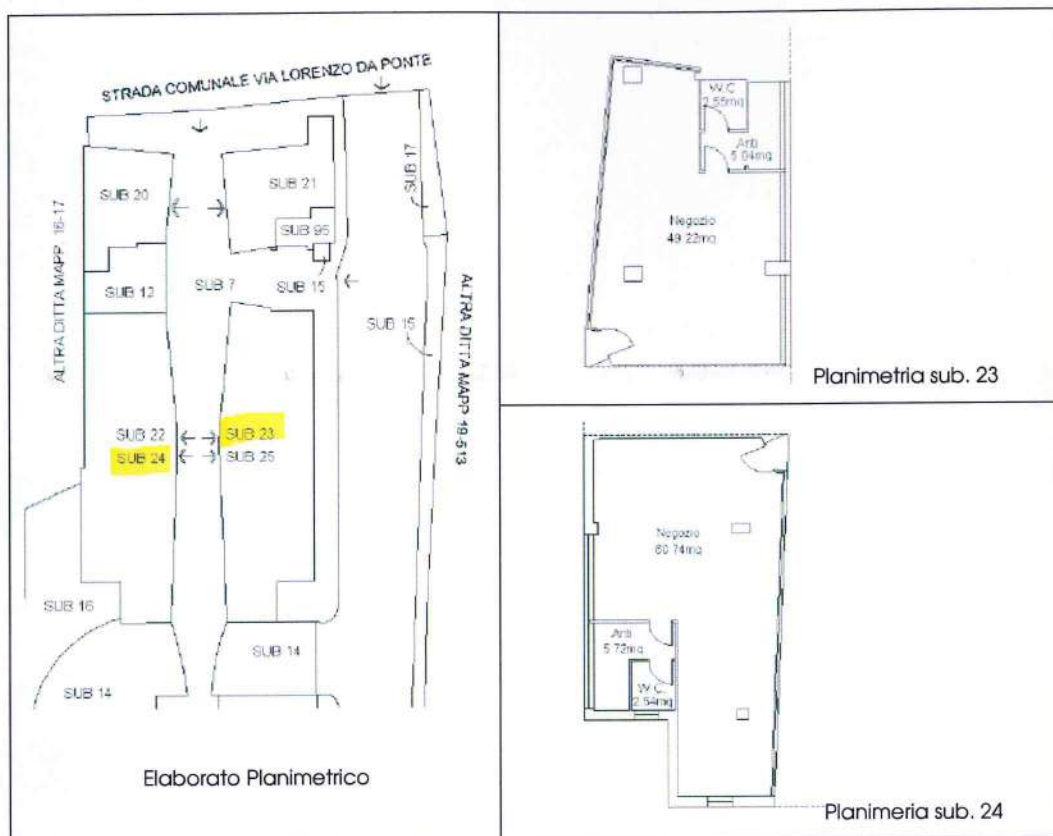 STRADA COMUNALE VIA LORENZO DA PONTE
SUB 17
SUB 20
SUB 21
SUB 95
ALTRA DITTA MAPP. 16-17
SUB 12
SUB 7
SUB 15
SUB 15
ALTRA DITTA MAPP 19-513
SUB 22
SUB 23
SUB 24
SUB 25
SUB 16
SUB 14
SUB 14
Elaborato Planimetrico
W.C
2.55mq
Anti
5.04mq
Negozio
49.22mq
Planimetria sub. 23
Negozio
60.74mq
Anti
5.72mq
W.C.
2.54mq
Planimeria sub. 24